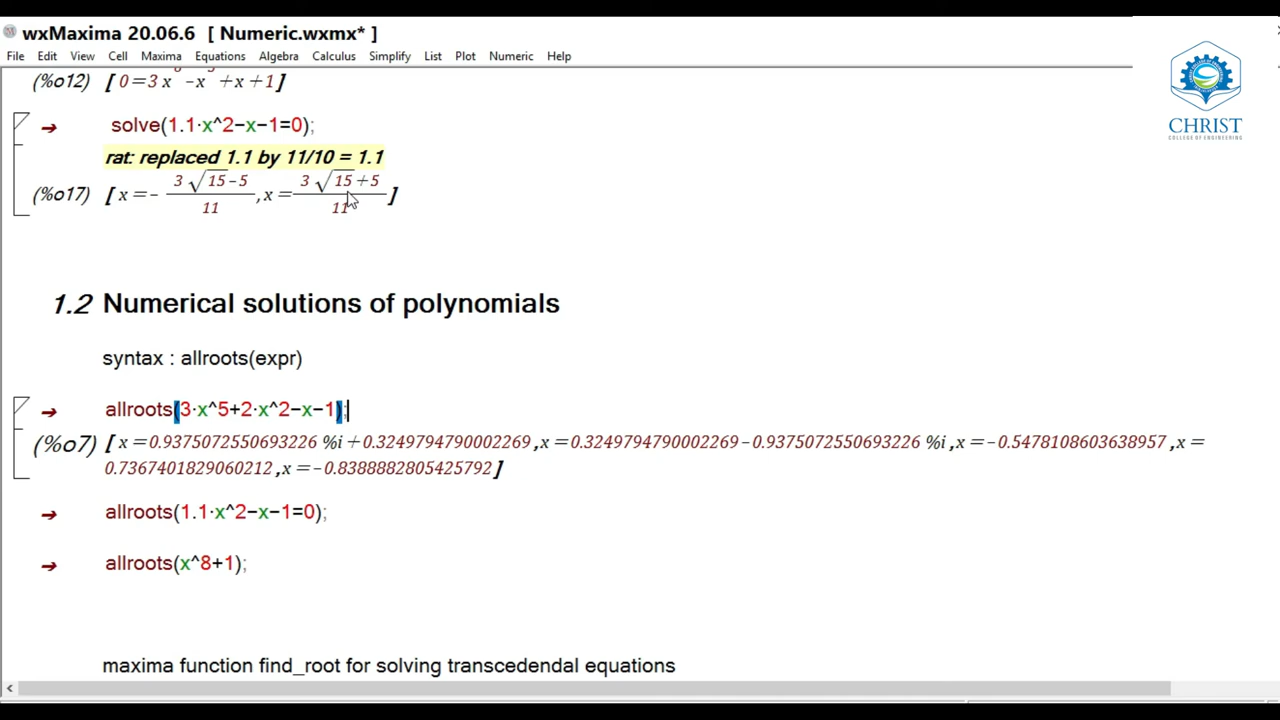 wxMaxima 20.06.6 [ Numeric.wxmx* ]
File Edit View Cell Maxima Equations Algebra Calculus Simplify List Plot Numeric Help
CHRIST
COLLEGE OF ENGINEERING
(%o12) [ 0=3 x -x +x+1]
solve(1.1·x^2−x−1=0);
rat: replaced 1.1 by 11/10 = 1.1
(%o17) [ x=- (3 √15-5)/11 ,x= (3 √15+5)/11 ]
1.2 Numerical solutions of polynomials
syntax : allroots(expr)
allroots(3·x^5+2·x^2−x−1);
(%o7) [ x=0.9375072550693226 %i+0.3249794790002269,x=0.3249794790002269-0.9375072550693226 %i,x=-0.5478108603638957,x=
0.7367401829060212,x=-0.8388882805425792]
allroots(1.1·x^2−x−1=0);
allroots(x^8+1);
maxima function find_root for solving transcedendal equations